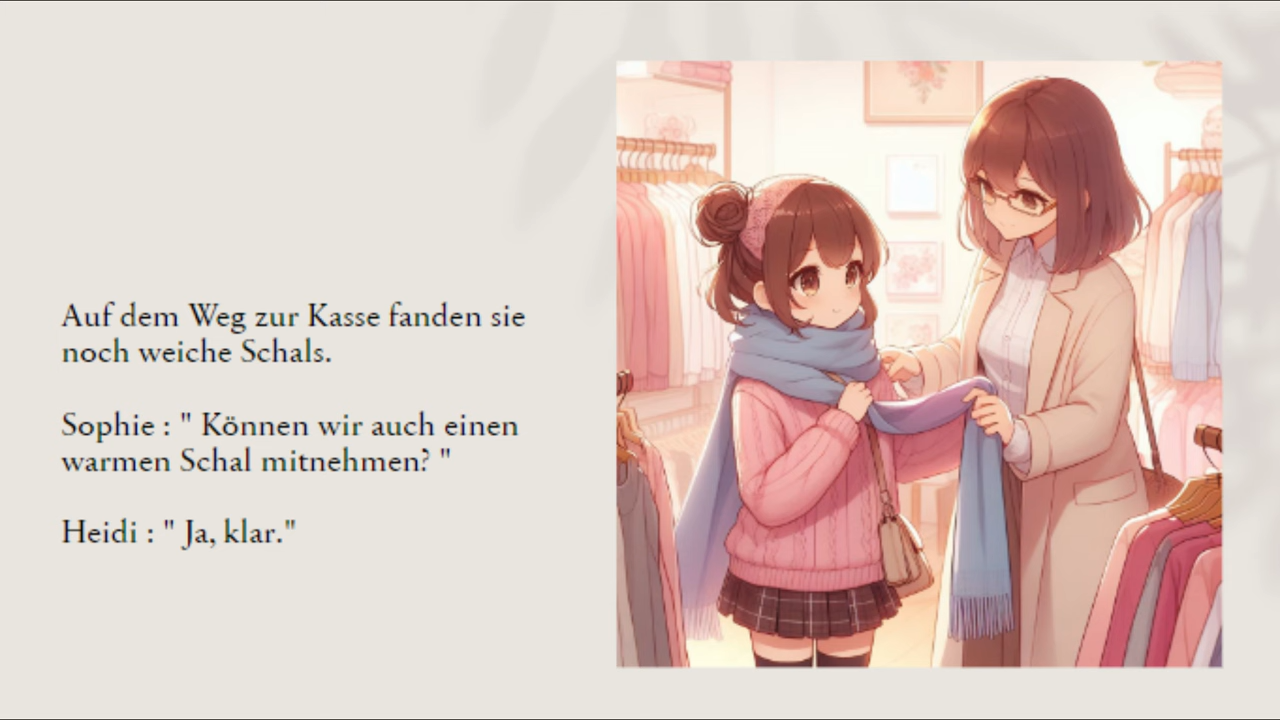 Auf dem Weg zur Kasse fanden sie
noch weiche Schals.
Sophie : " Können wir auch einen
warmen Schal mitnehmen? "
Heidi : " Ja, klar."